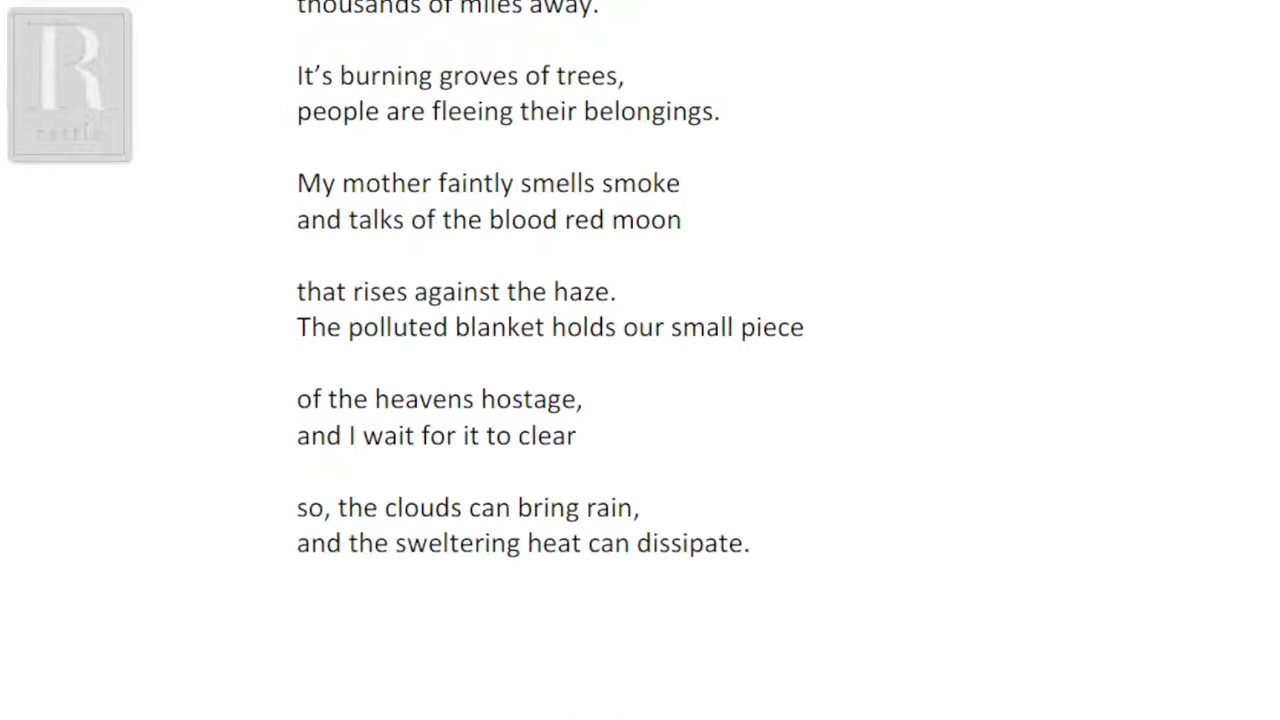 thousands of miles away.
It’s burning groves of trees,
people are fleeing their belongings.
My mother faintly smells smoke
and talks of the blood red moon
that rises against the haze.
The polluted blanket holds our small piece
of the heavens hostage,
and I wait for it to clear
so, the clouds can bring rain,
and the sweltering heat can dissipate.
R
rattle